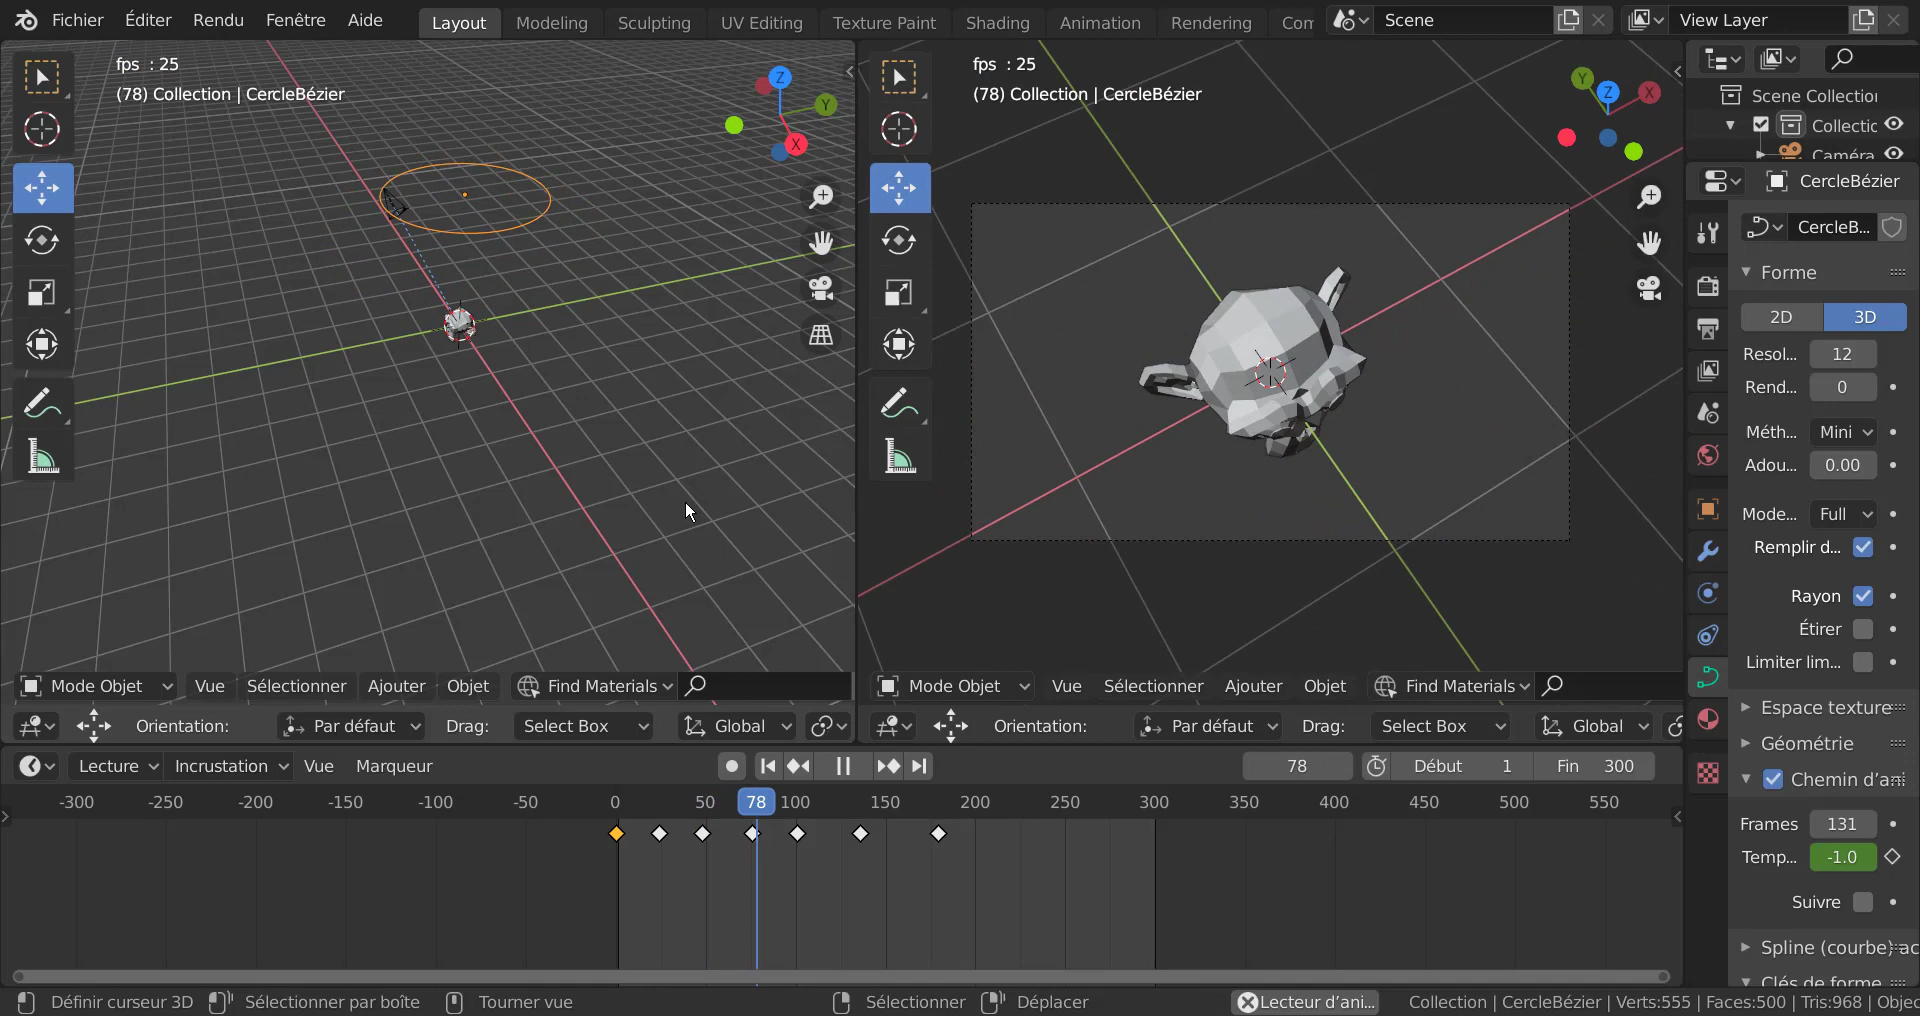 Fichier Éditer Rendu Fenêtre Aide Layout Modeling Sculpting UV Editing Texture Paint Shading Animation Rendering Com Scene View Layer
fps : 25
(78) Collection | CercleBézier
Z
Y
X
fps : 25
(78) Collection | CercleBézier
Y
Z
X
Scene Collection
Collectic
Caméra
CercleBézier
CercleB...
Forme
2D 3D
Resol... 12
Rend... 0
Méth... Mini
Adou... 0.00
Mode... Full
Remplir d...
Rayon
Étirer
Limiter lim...
Espace texture
Géométrie
Chemin d'ani
Frames 131
Temp... -1.0
Suivre
Spline (courbe) ac
Clés de forme
Mode Objet Vue Sélectionner Ajouter Objet Find Materials
Orientation: Par défaut Drag: Select Box Global
Mode Objet Vue Sélectionner Ajouter Objet Find Materials
Orientation: Par défaut Drag: Select Box Global
Lecture Incrustation Vue Marqueur 78 Début 1 Fin 300
-300 -250 -200 -150 -100 -50 0 50 78 100 150 200 250 300 350 400 450 500 550
Définir curseur 3D Sélectionner par boîte Tourner vue Sélectionner Déplacer Lecteur d'ani... Collection | CercleBézier | Verts:555 | Faces:500 | Tris:968 | Objec